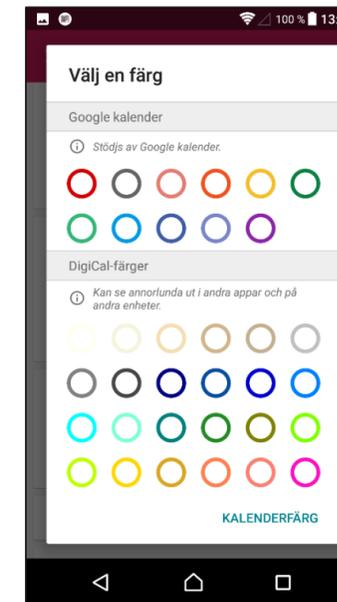 100 % 13:
Välj en färg
Google kalender
Stödjs av Google kalender.
DigiCal-färger
Kan se annorlunda ut i andra appar och på
andra enheter.
KALENDERFÄRG